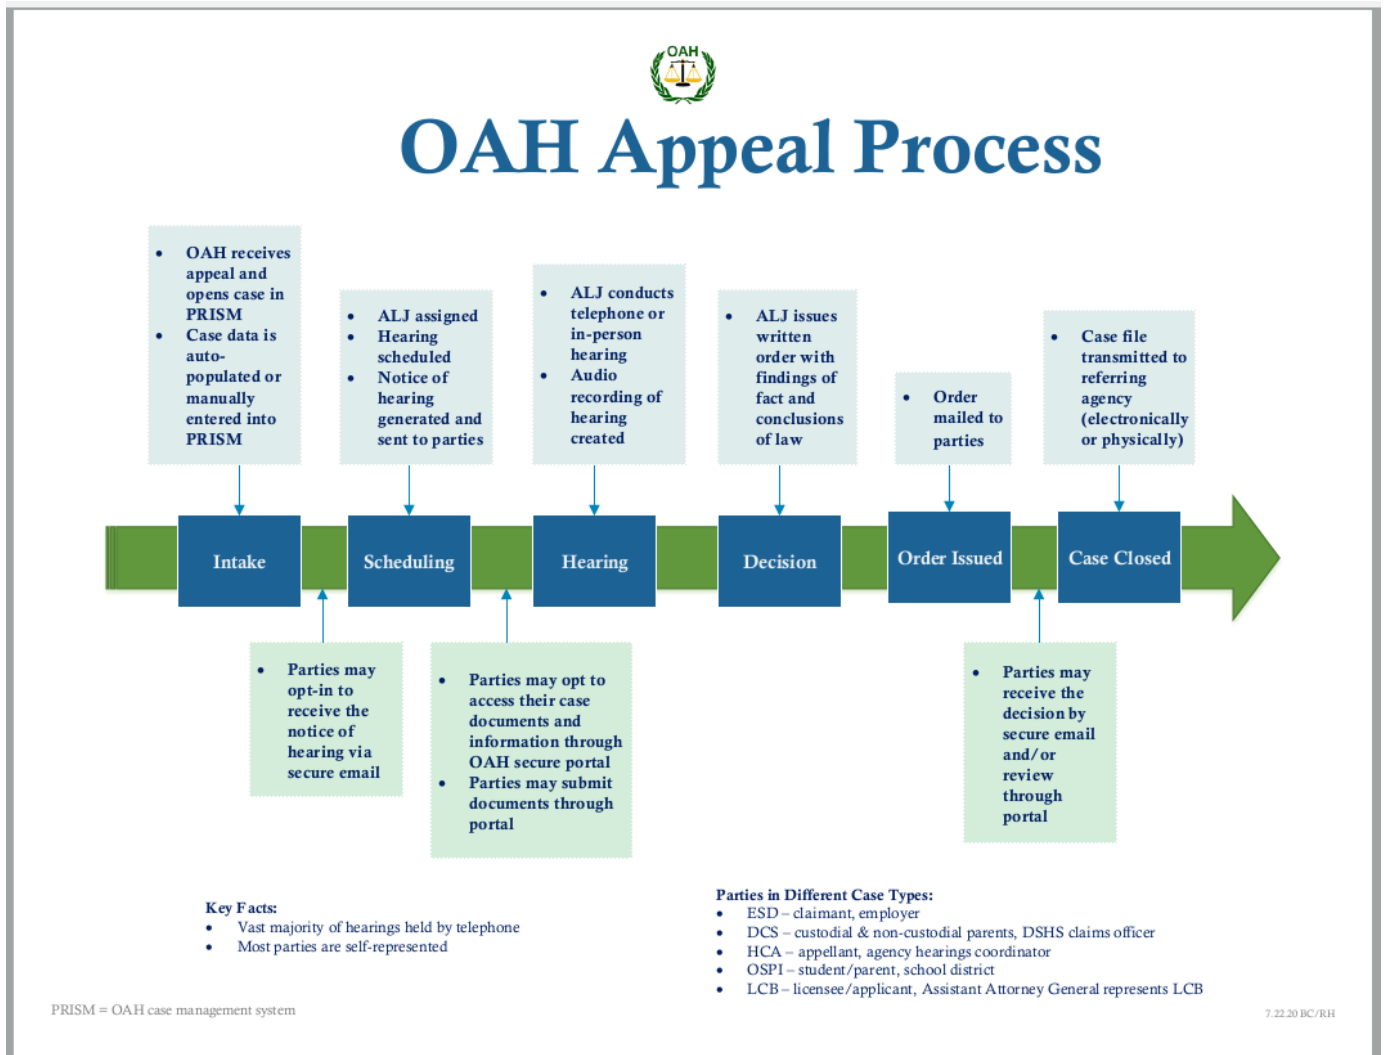 OAH
OAH Appeal Process
• OAH receives
appeal and
opens case in
PRISM
• Case data is
auto-
populated or
manually
entered into
PRISM
• ALJ assigned
• Hearing
scheduled
• Notice of
hearing
generated and
sent to parties
• ALJ conducts
telephone or
in-person
hearing
• Audio
recording of
hearing
created
• ALJ issues
written
order with
findings of
fact and
conclusions
of law
• Order
mailed to
parties
• Case file
transmitted to
referring
agency
(electronically
or physically)
Intake
Scheduling
Hearing
Decision
Order Issued
Case Closed
• Parties may
opt-in to
receive the
notice of
hearing via
secure email
• Parties may opt to
access their case
documents and
information through
OAH secure portal
• Parties may submit
documents through
portal
• Parties may
receive the
decision by
secure email
and/or
review
through
portal
Key Facts:
• Vast majority of hearings held by telephone
• Most parties are self-represented
Parties in Different Case Types:
• ESD – claimant, employer
• DCS – custodial & non-custodial parents, DSHS claims officer
• HCA – appellant, agency hearings coordinator
• OSPI – student/parent, school district
• LCB – licensee/applicant, Assistant Attorney General represents LCB
PRISM = OAH case management system
7.22.20 BC/RH